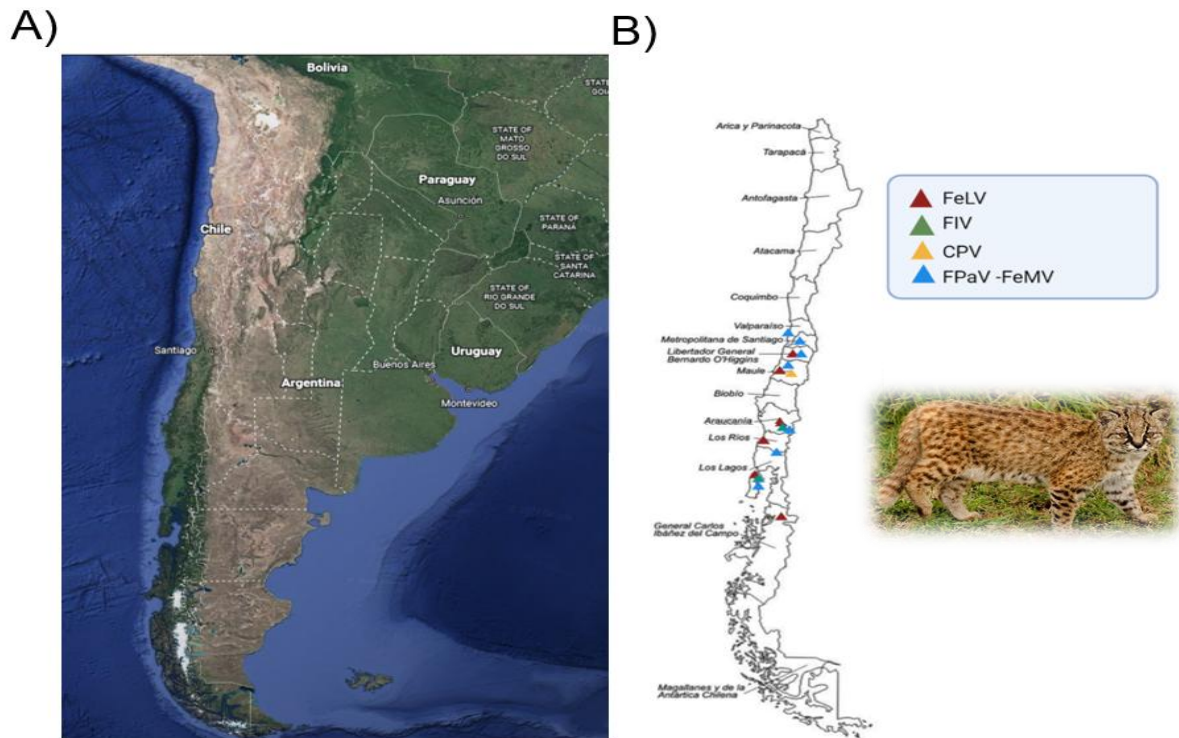 A)
Bolivia
STATE OF
GOIÁ
STATE OF
MATO
GROSSO
DO SUL
Paraguay
Asunción
Chile
STATE OF
PARANÁ
STATE OF
SANTA
CATARINA
STATE OF
RIO GRANDE
DO SUL
Santiago
Uruguay
Buenos Aires
Argentina
Montevideo
B)
Arica y Parinacota
Tarapacá
Antofagasta
Atacama
Coquimbo
Valparaíso
Metropolitana de Santiago
Libertador General
Bernardo O'Higgins
Maule
Biobío
Araucanía
Los Ríos
Los Lagos
General Carlos
Ibáñez del Campo
Magallanes y de la
Antártica Chilena
FeLV
FIV
CPV
FPaV -FeMV